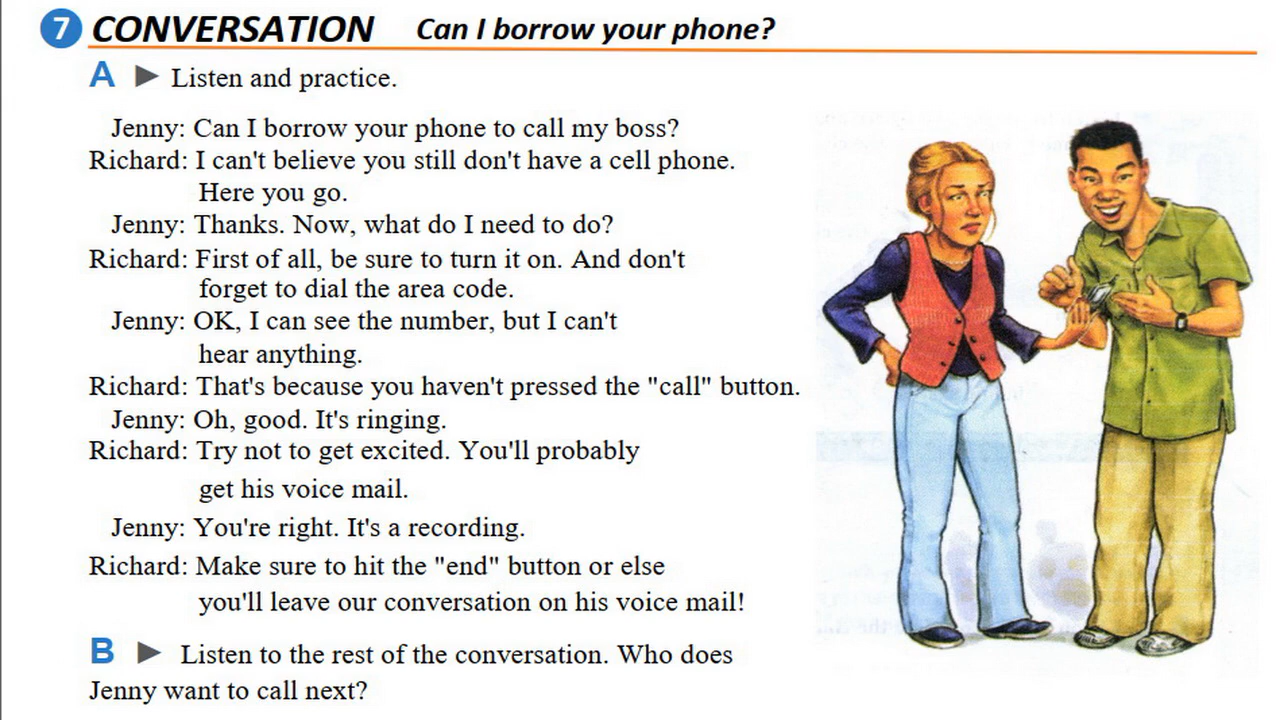 7 CONVERSATION Can I borrow your phone?
A ► Listen and practice.
Jenny: Can I borrow your phone to call my boss?
Richard: I can't believe you still don't have a cell phone.
Here you go.
Jenny: Thanks. Now, what do I need to do?
Richard: First of all, be sure to turn it on. And don't
forget to dial the area code.
Jenny: OK, I can see the number, but I can't
hear anything.
Richard: That's because you haven't pressed the "call" button.
Jenny: Oh, good. It's ringing.
Richard: Try not to get excited. You'll probably
get his voice mail.
Jenny: You're right. It's a recording.
Richard: Make sure to hit the "end" button or else
you'll leave our conversation on his voice mail!
B ► Listen to the rest of the conversation. Who does
Jenny want to call next?